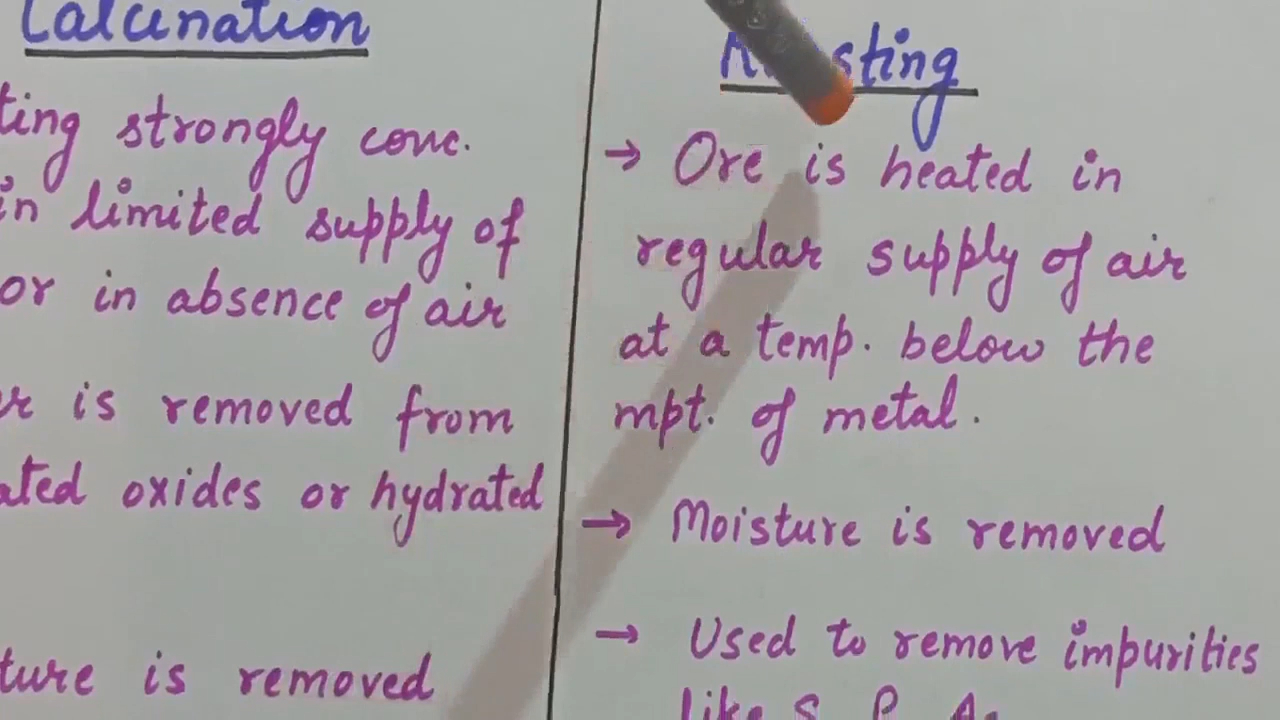 Calcination
ting strongly conc.
in limited supply of
or in absence of air
r is removed from
ated oxides or hydrated
ture is removed
→ Ore is heated in
regular supply of air
at a temp. below the
mpt. of metal.
→ Moisture is removed
→ Used to remove impurities
like S, P, As